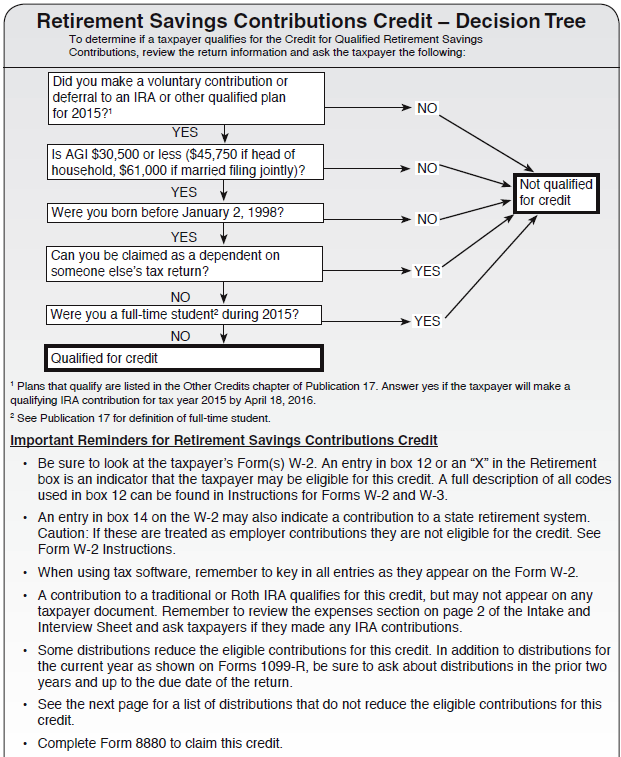 Retirement Savings Contributions Credit – Decision Tree
To determine if a taxpayer qualifies for the Credit for Qualified Retirement Savings
Contributions, review the return information and ask the taxpayer the following:
Did you make a voluntary contribution or
deferral to an IRA or other qualified plan
for 2015?¹
NO
YES
Is AGI $30,500 or less ($45,750 if head of
household, $61,000 if married filing jointly)?
NO
Not qualified
for credit
YES
Were you born before January 2, 1998?
NO
YES
Can you be claimed as a dependent on
someone else's tax return?
YES
NO
Were you a full-time student² during 2015?
YES
NO
Qualified for credit
¹ Plans that qualify are listed in the Other Credits chapter of Publication 17. Answer yes if the taxpayer will make a
qualifying IRA contribution for tax year 2015 by April 18, 2016.
² See Publication 17 for definition of full-time student.
Important Reminders for Retirement Savings Contributions Credit
• Be sure to look at the taxpayer's Form(s) W-2. An entry in box 12 or an “X” in the Retirement
box is an indicator that the taxpayer may be eligible for this credit. A full description of all codes
used in box 12 can be found in Instructions for Forms W-2 and W-3.
• An entry in box 14 on the W-2 may also indicate a contribution to a state retirement system.
Caution: If these are treated as employer contributions they are not eligible for the credit. See
Form W-2 Instructions.
• When using tax software, remember to key in all entries as they appear on the Form W-2.
• A contribution to a traditional or Roth IRA qualifies for this credit, but may not appear on any
taxpayer document. Remember to review the expenses section on page 2 of the Intake and
Interview Sheet and ask taxpayers if they made any IRA contributions.
• Some distributions reduce the eligible contributions for this credit. In addition to distributions for
the current year as shown on Forms 1099-R, be sure to ask about distributions in the prior two
years and up to the due date of the return.
• See the next page for a list of distributions that do not reduce the eligible contributions for this
credit.
• Complete Form 8880 to claim this credit.